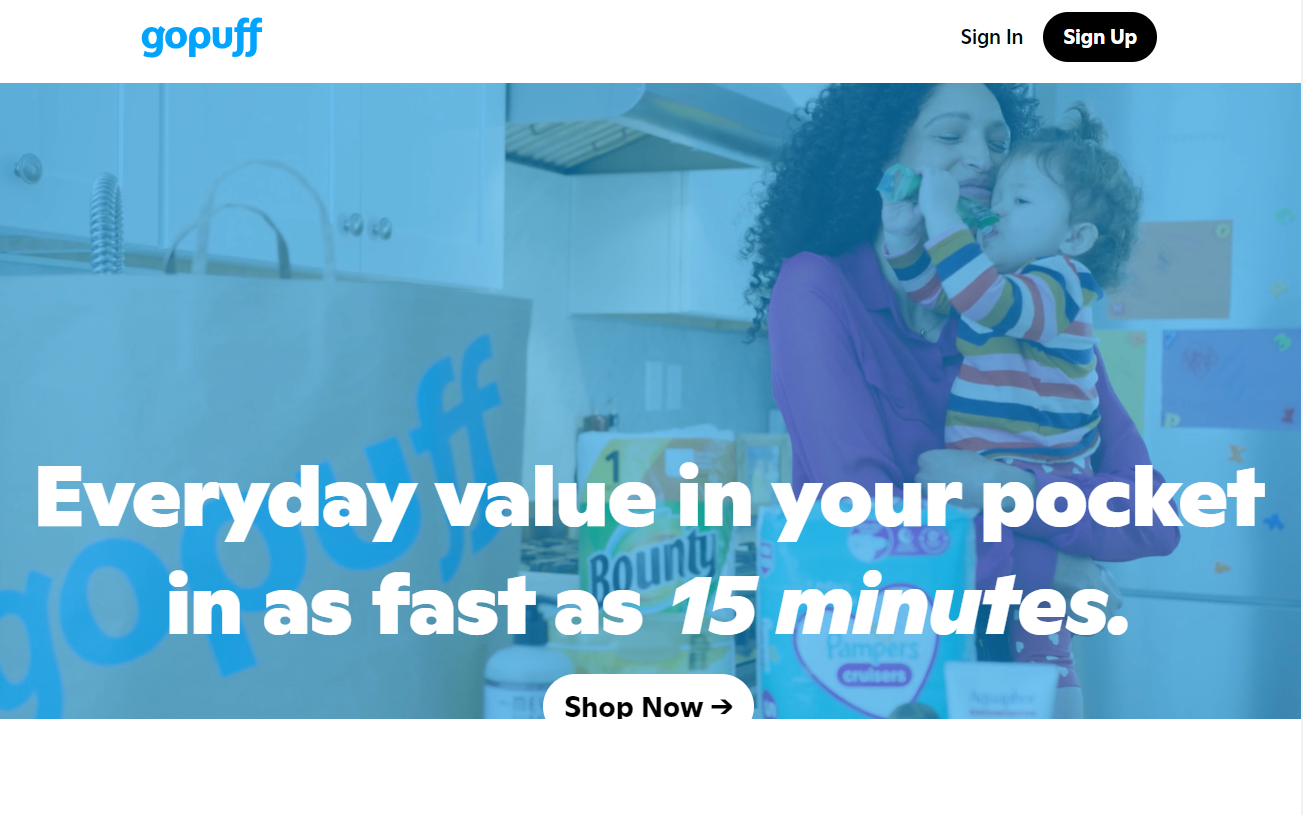 gopuff
Sign In
Sign Up
gopuff
1
Bounty
Everyday value in your pocket
in as fast as 15 minutes.
Pampers
cruisers
Aquaphor
Shop Now →